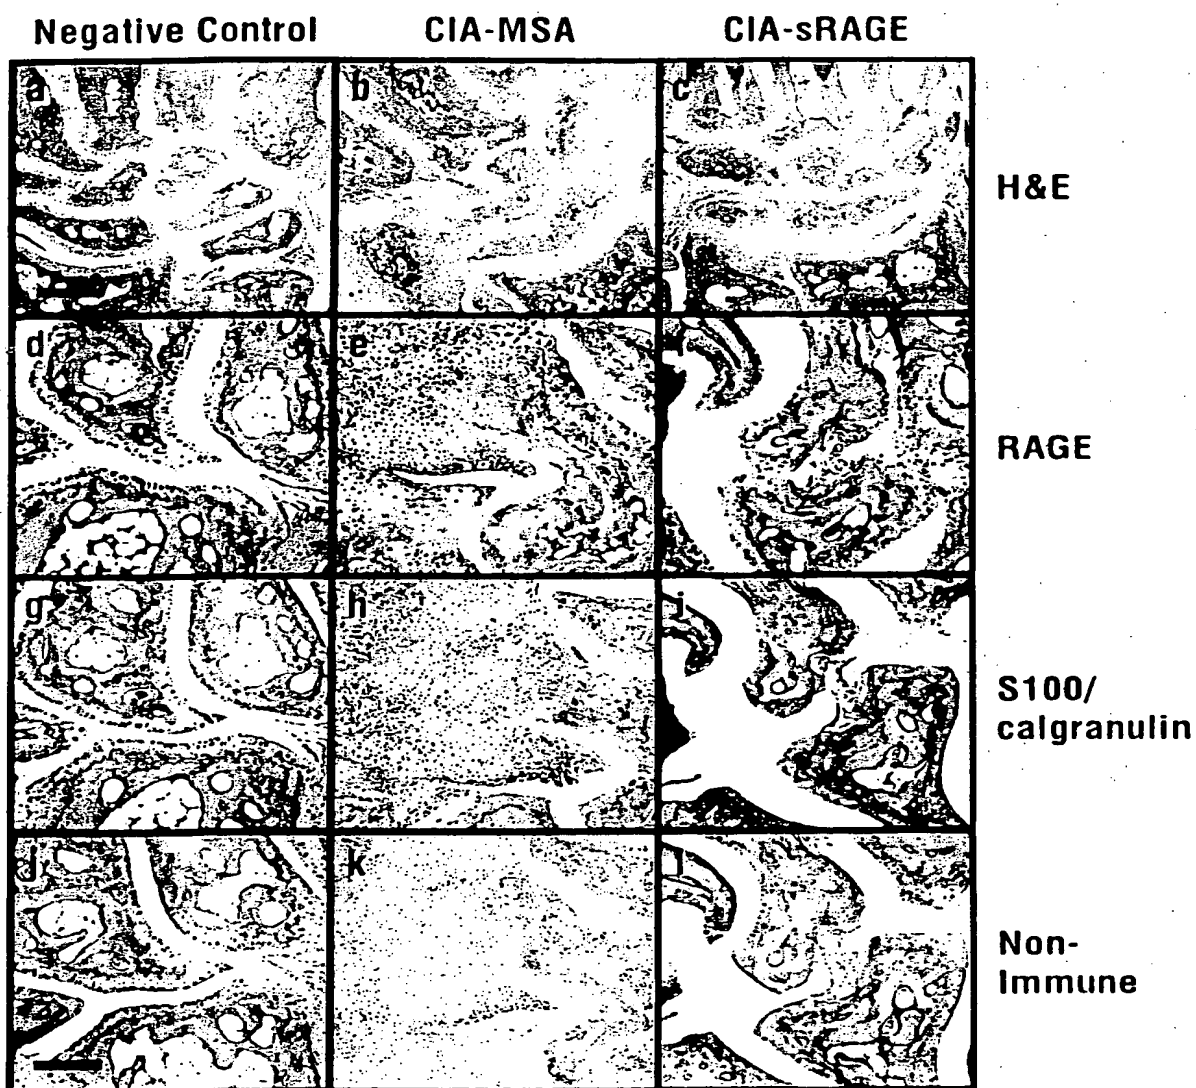 Negative Control CIA-MSA CIA-sRAGE
a b c
H&E
d e f
RAGE
g h i
S100/
calgranulin
j k l
Non-
Immune